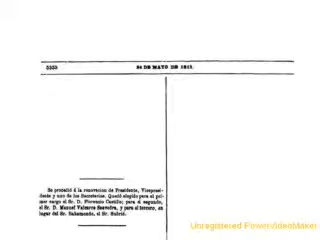 24 DE MAYO DE 1812.
Se procedió á la renovacion de Presidente, Vicepresi-
dente y uno de los Secretarios. Quedó elegido para el pri-
mer cargo el Sr. D. Florencio Castillo; para el segundo,
el Sr. D. Manuel Valcarce Saavedra, y para el tercero, en
lugar del Sr.
Unregistered PowerVideoMaker